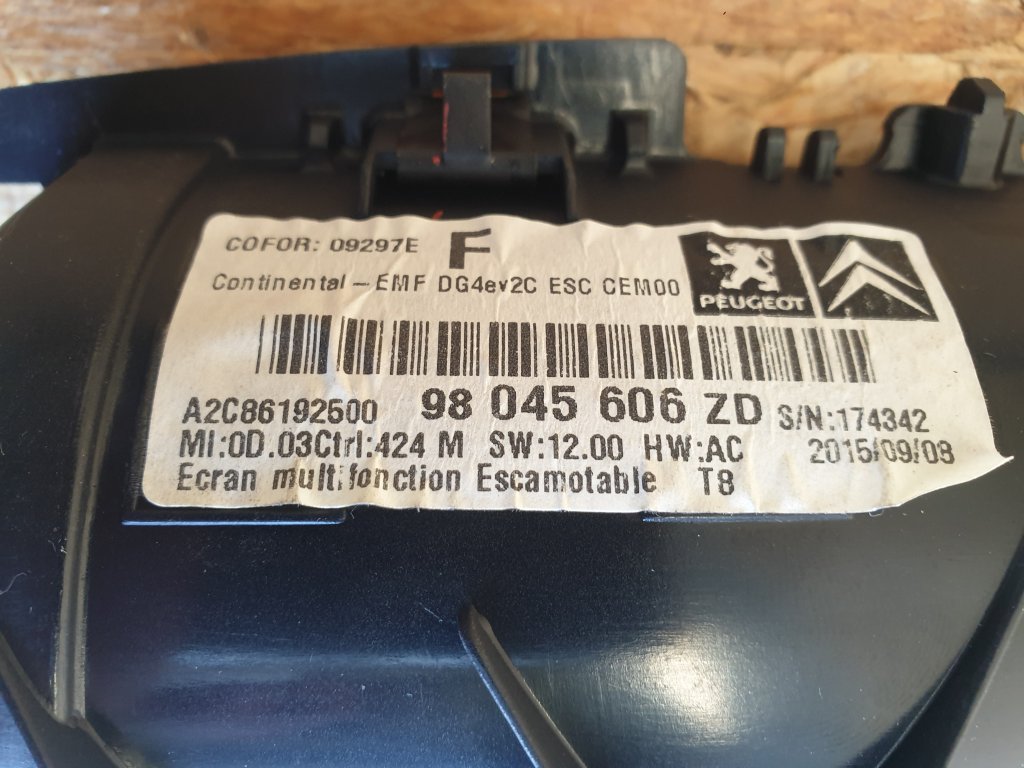 COFOR: 09297E F
Continental - EMF DG4ev2C ESC CEM00
PEUGEOT
A2C86192600 98 045 606 ZD S/N:174342
MI:0D.03Ctrl:424 M SW:12.00 HW:AC 2015/09/08
Ecran multifonction Escamotable T8